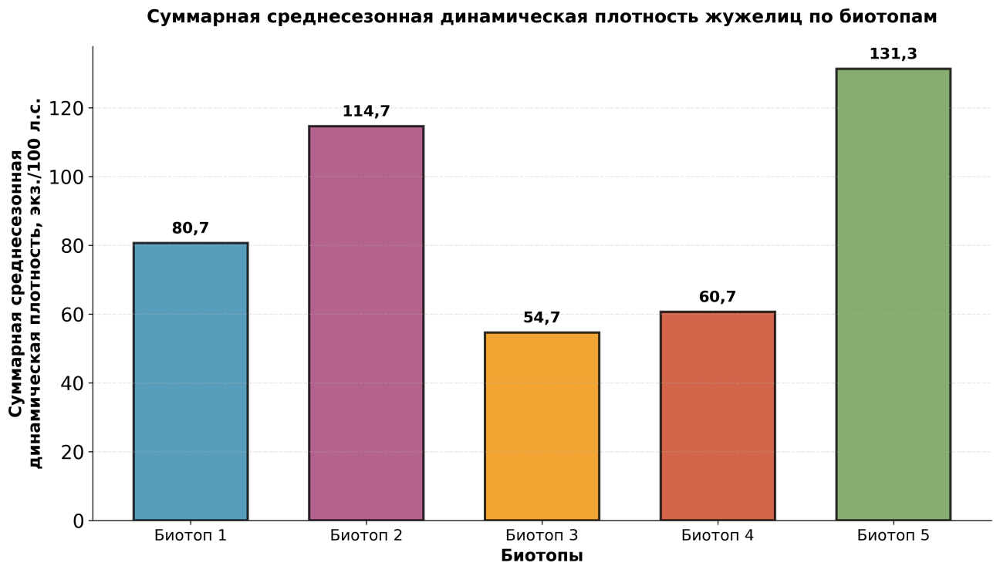 Суммарная среднесезонная динамическая плотность жужелиц по биотопам
Суммарная среднесезонная
динамическая плотность, экз./100 л.с.
120
100
80
60
40
20
0
80,7
114,7
54,7
60,7
131,3
Биотоп 1
Биотоп 2
Биотоп 3
Биотоп 4
Биотоп 5
Биотопы